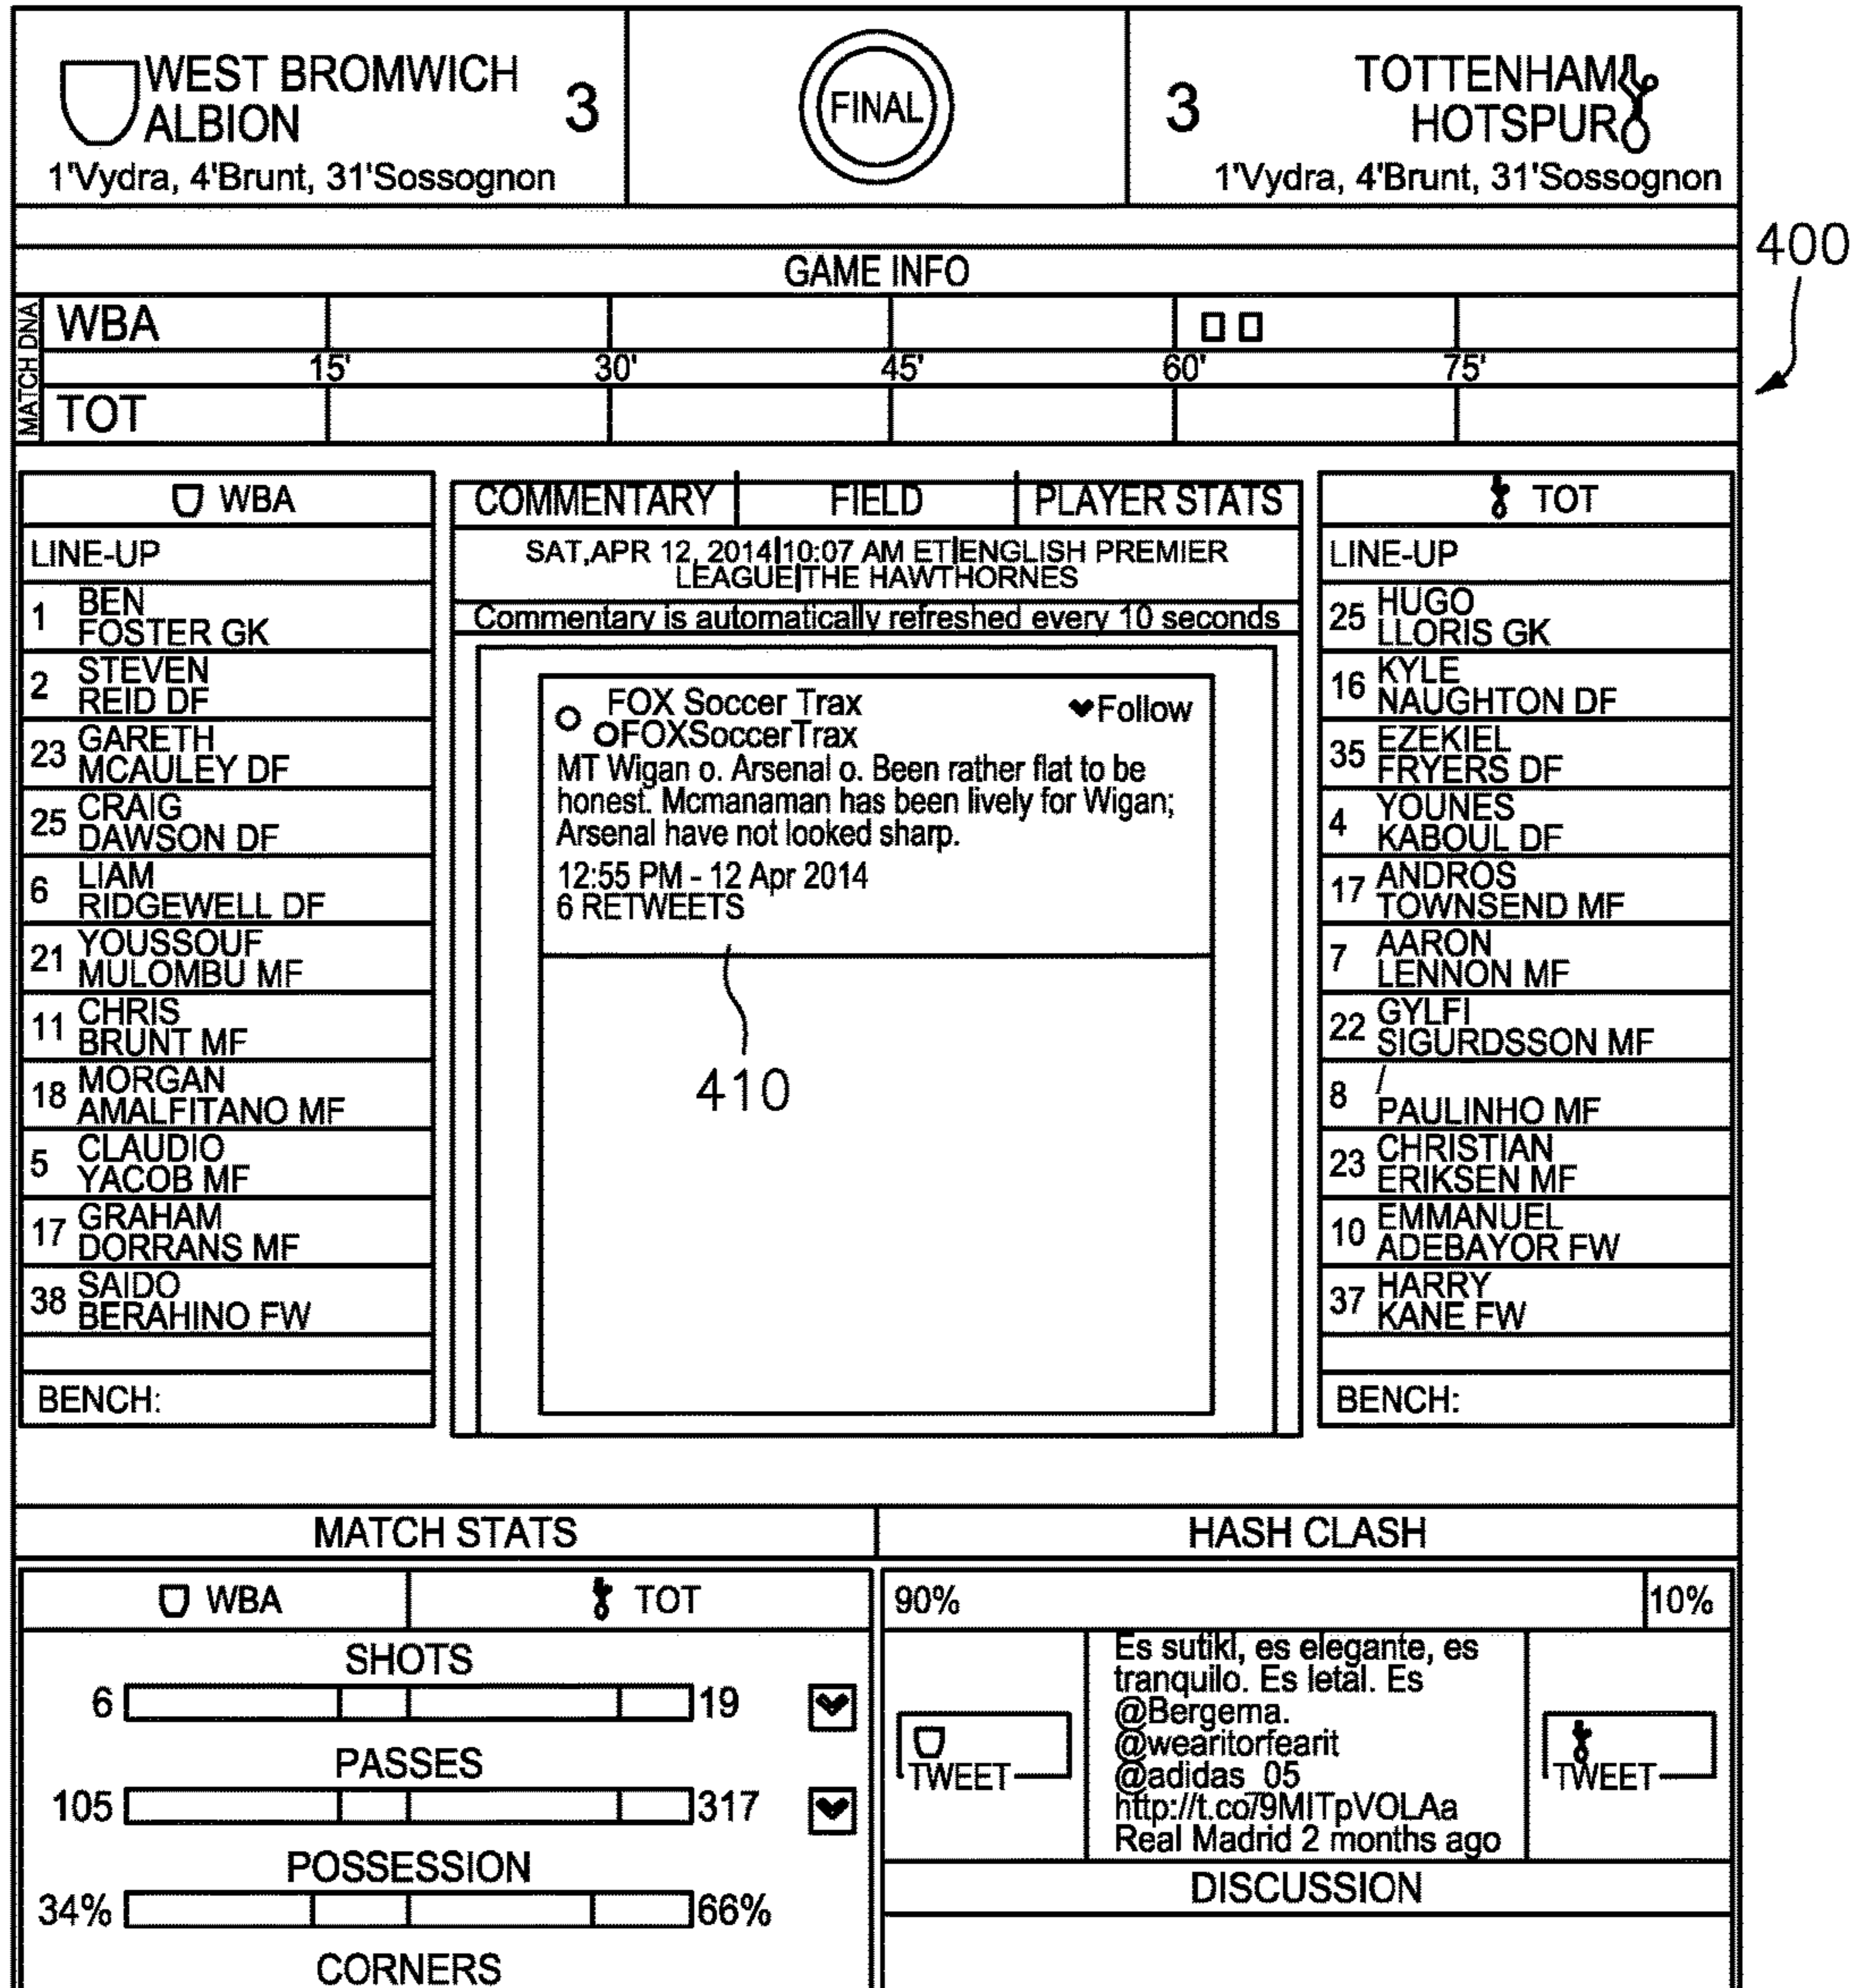 WEST BROMWICH
ALBION
3
1'Vydra, 4'Brunt, 31'Sossognon
FINAL
3
TOTTENHAM
HOTSPUR
1'Vydra, 4'Brunt, 31'Sossognon
400
GAME INFO
MATCH DNA
WBA
15' 30' 45' 60' 75'
TOT
WBA
LINE-UP
1 BEN
FOSTER GK
2 STEVEN
REID DF
23 GARETH
MCAULEY DF
25 CRAIG
DAWSON DF
6 LIAM
RIDGEWELL DF
21 YOUSSOUF
MULOMBU MF
11 CHRIS
BRUNT MF
18 MORGAN
AMALFITANO MF
5 CLAUDIO
YACOB MF
17 GRAHAM
DORRANS MF
38 SAIDO
BERAHINO FW
BENCH:
COMMENTARY FIELD PLAYER STATS
SAT,APR 12, 2014|10:07 AM ET|ENGLISH PREMIER
LEAGUE|THE HAWTHORNES
Commentary is automatically refreshed every 10 seconds
FOX Soccer Trax
Follow
OFOXSoccerTrax
MT Wigan o. Arsenal o. Been rather flat to be
honest. Mcmanaman has been lively for Wigan;
Arsenal have not looked sharp.
12:55 PM - 12 Apr 2014
6 RETWEETS
410
TOT
LINE-UP
25 HUGO
LLORIS GK
16 KYLE
NAUGHTON DF
35 EZEKIEL
FRYERS DF
4 YOUNES
KABOUL DF
17 ANDROS
TOWNSEND MF
7 AARON
LENNON MF
22 GYLFI
SIGURDSSON MF
8 /
PAULINHO MF
23 CHRISTIAN
ERIKSEN MF
10 EMMANUEL
ADEBAYOR FW
37 HARRY
KANE FW
BENCH:
MATCH STATS
WBA TOT
SHOTS
6 19
PASSES
105 317
POSSESSION
34% 66%
CORNERS
HASH CLASH
90% 10%
TWEET
Es sutikl, es elegante, es
tranquilo. Es letal. Es
@Bergema.
@wearitorfearit
@adidas_05
http://t.co/9MITpVOLAa
Real Madrid 2 months ago
TWEET
DISCUSSION